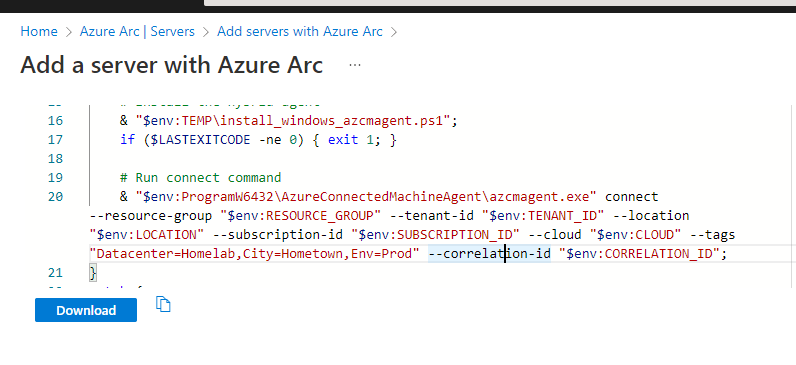 Home > Azure Arc | Servers > Add servers with Azure Arc >
Add a server with Azure Arc ...
16 & "$env:TEMP\install_windows_azcmagent.ps1";
17 if ($LASTEXITCODE -ne 0) { exit 1; }
18
19 # Run connect command
20 & "$env:ProgramW6432\AzureConnectedMachineAgent\azcmagent.exe" connect
--resource-group "$env:RESOURCE_GROUP" --tenant-id "$env:TENANT_ID" --location
"$env:LOCATION" --subscription-id "$env:SUBSCRIPTION_ID" --cloud "$env:CLOUD" --tags
"Datacenter=Homelab,City=Hometown,Env=Prod" --correlation-id "$env:CORRELATION_ID";
21 }
Download